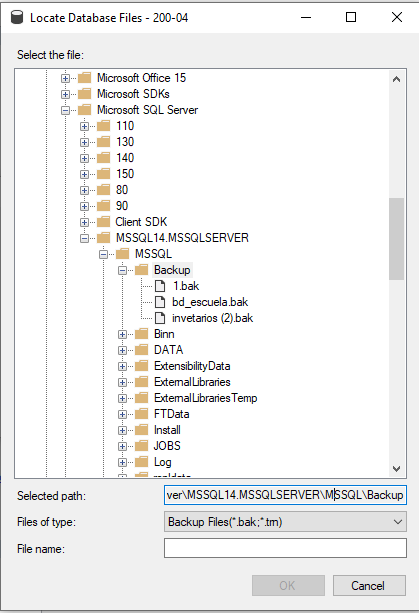 Locate Database Files - 200-04
Select the file:
Microsoft Office 15
Microsoft SDKs
Microsoft SQL Server
110
130
140
150
80
90
Client SDK
MSSQL14.MSSQLSERVER
MSSQL
Backup
1.bak
bd_escuela.bak
invetarios (2).bak
Binn
DATA
ExtensibilityData
ExternalLibraries
ExternalLibrariesTemp
FTData
Install
JOBS
Log
Selected path: ver\MSSQL14.MSSQLSERVER\MSSQL\Backup
Files of type: Backup Files(*.bak;*.trn)
File name:
OK Cancel